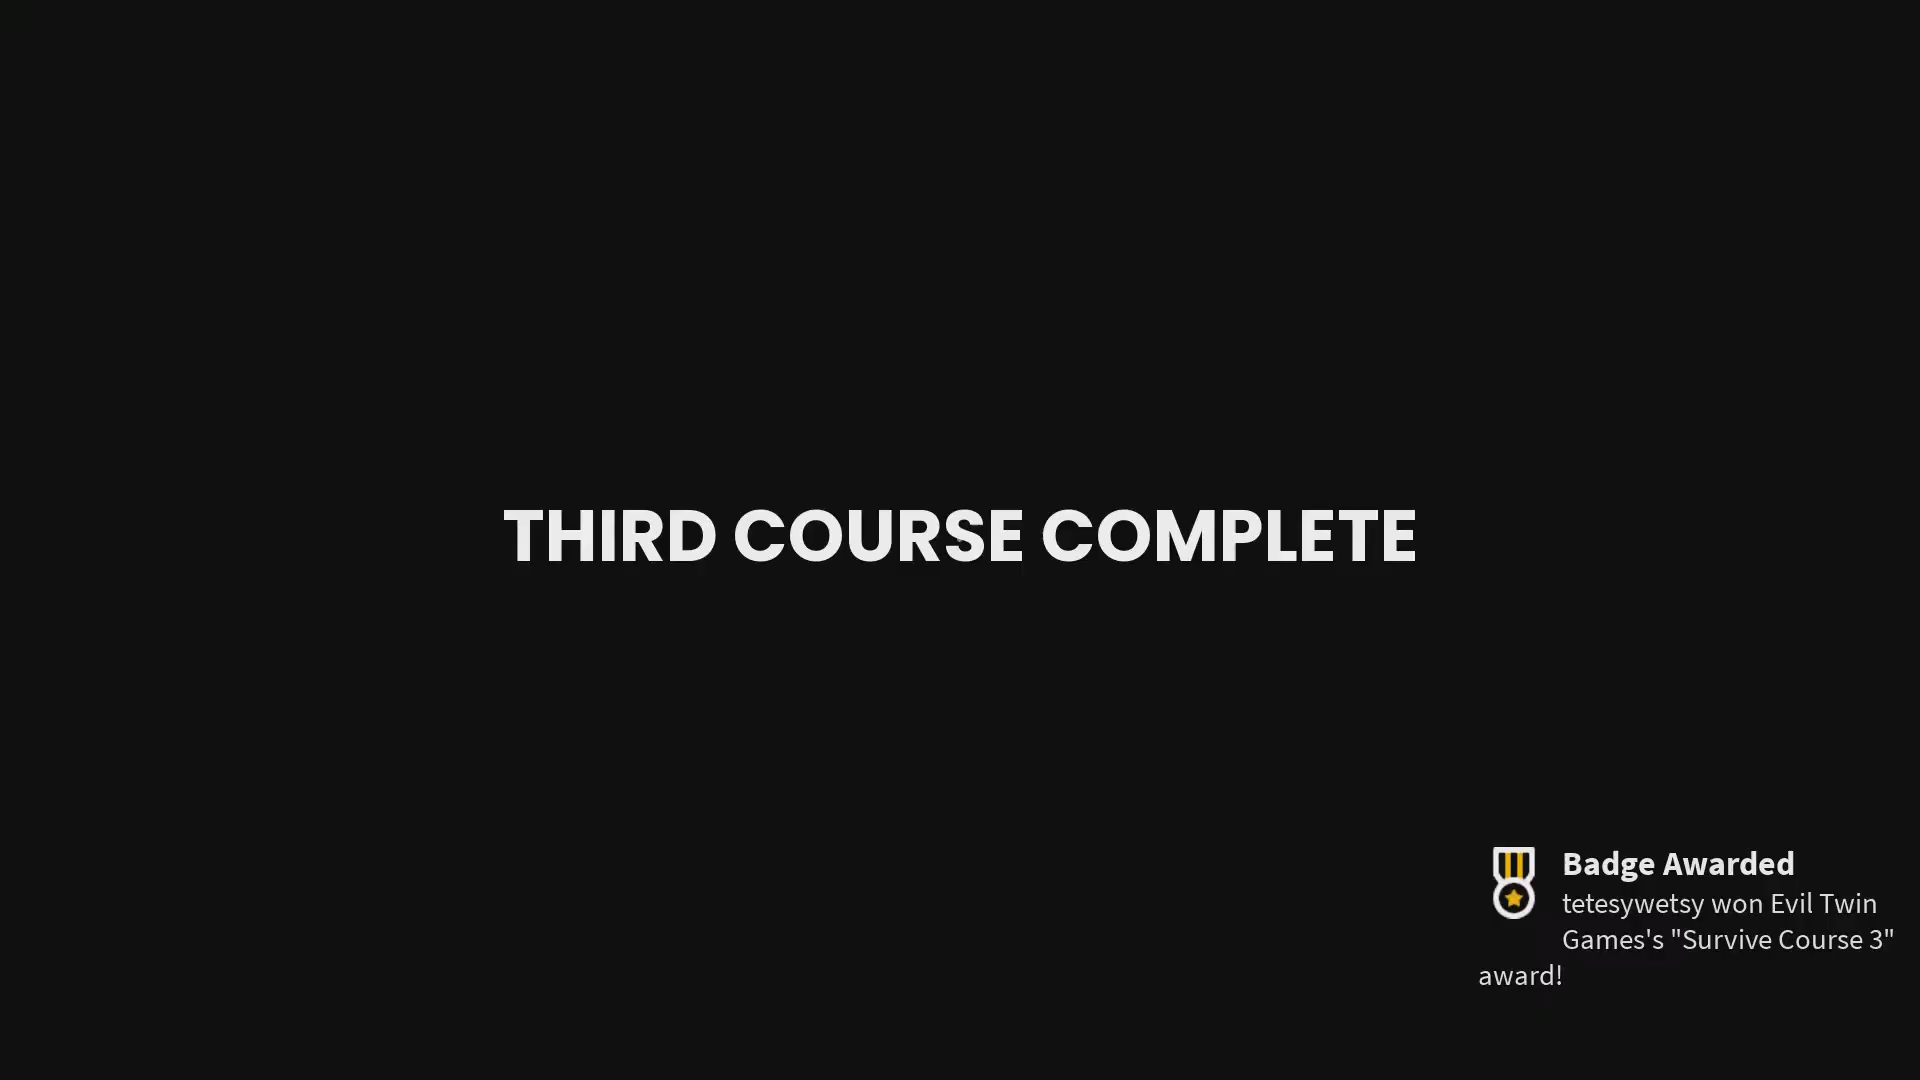 THIRD COURSE COMPLETE
Badge Awarded
tetesywetsy won Evil Twin
Games's "Survive Course 3"
award!